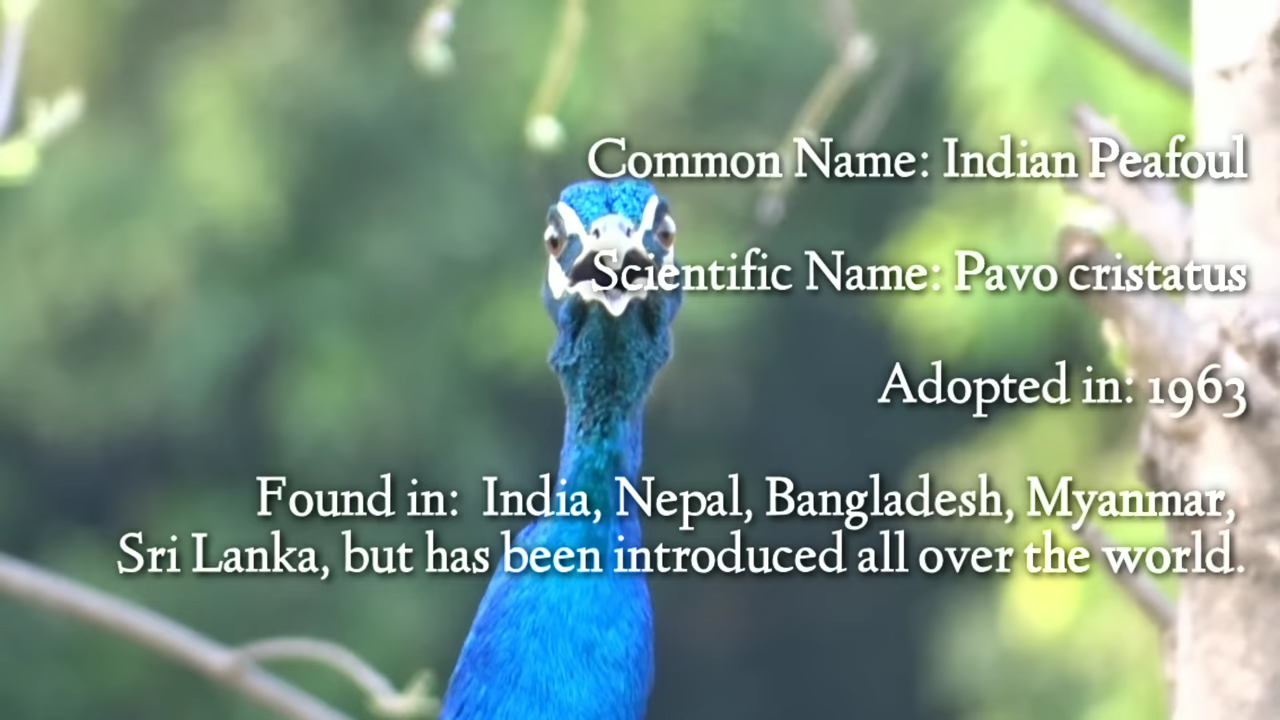 Common Name: Indian Peafoul
Scientific Name: Pavo cristatus
Adopted in: 1963
Found in: India, Nepal, Bangladesh, Myanmar,
Sri Lanka, but has been introduced all over the world.